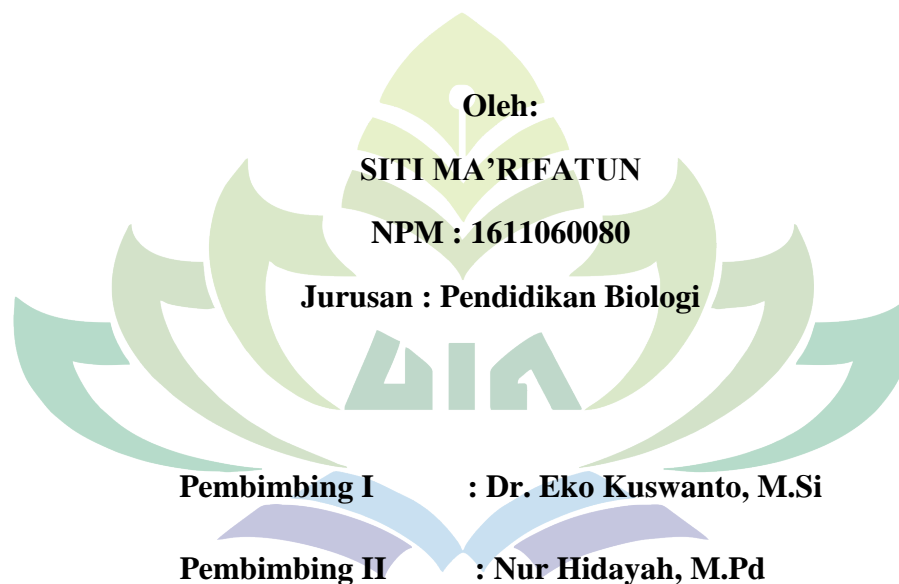 Oleh:
SITI MA’RIFATUN
NPM : 1611060080
Jurusan : Pendidikan Biologi
UIN
Pembimbing I : Dr. Eko Kuswanto, M.Si
Pembimbing II : Nur Hidayah, M.Pd